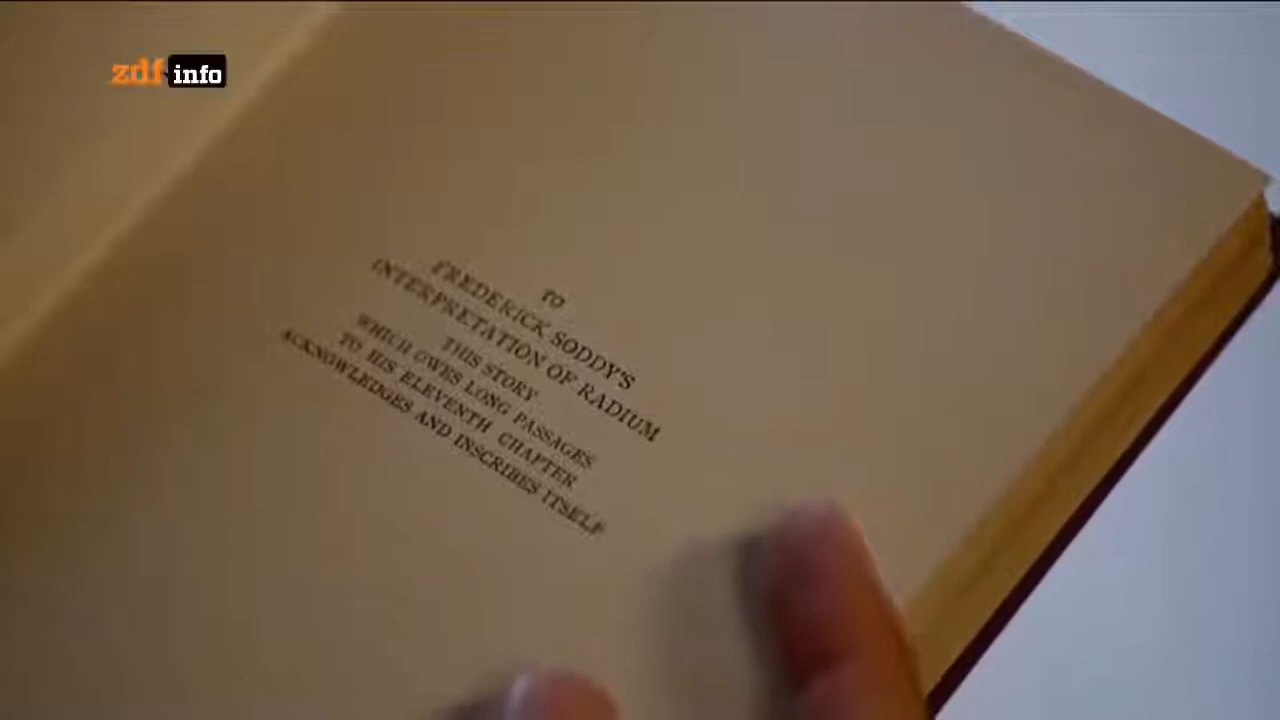 zdf info
TO
FREDERICK SODDY'S
INTERPRETATION OF RADIUM
THIS STORY
WHICH OWES LONG PASSAGES
TO HIS ELEVENTH CHAPTER
ACKNOWLEDGES AND INSCRIBES ITSELF